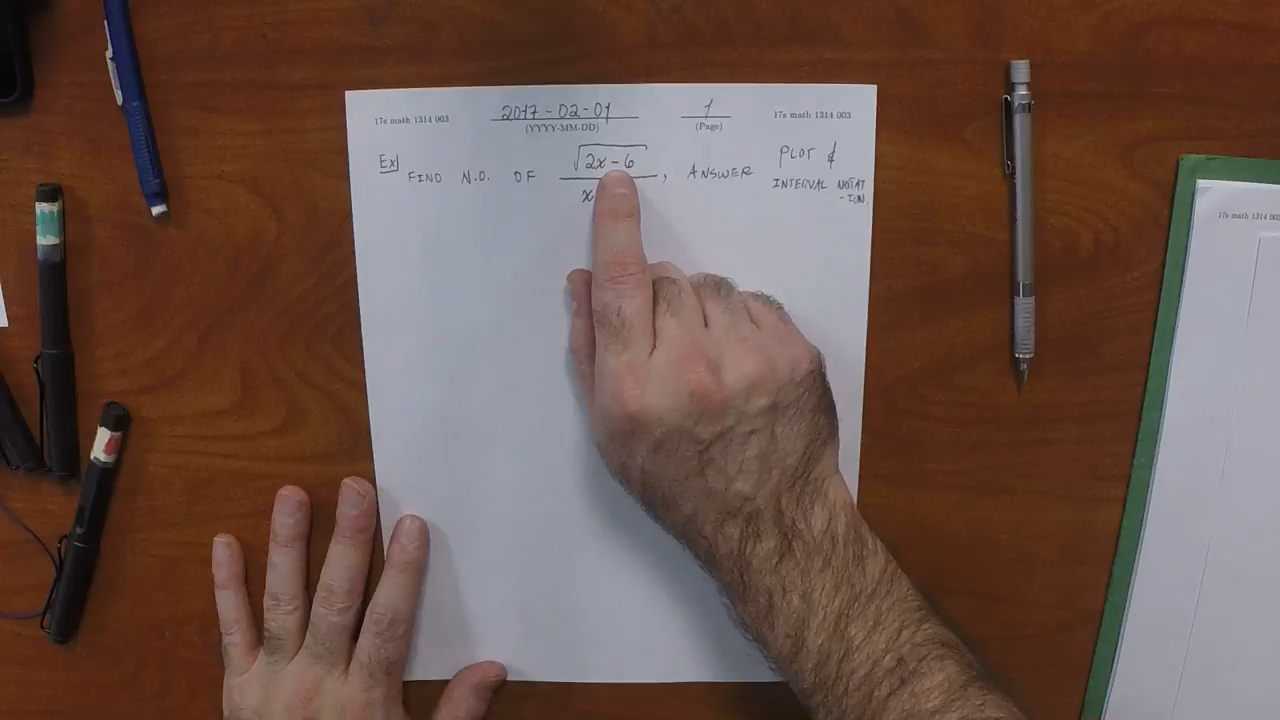 17s math 1314 003 2017-02-01 1 17s math 1314 003
(YYYY-MM-DD) (Page)
Ex) FIND N.O. OF √(2x-6) / x , ANSWER PLOT &
INTERVAL NOTAT
-ION.
17s math 1314 003